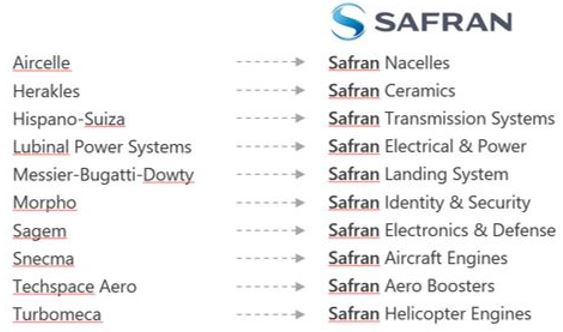 SAFRAN
Aircelle Safran Nacelles
Herakles Safran Ceramics
Hispano-Suiza Safran Transmission Systems
Lubinal Power Systems Safran Electrical & Power
Messier-Bugatti-Dowty Safran Landing System
Morpho Safran Identity & Security
Sagem Safran Electronics & Defense
Snecma Safran Aircraft Engines
Techspace Aero Safran Aero Boosters
Turbomeca Safran Helicopter Engines